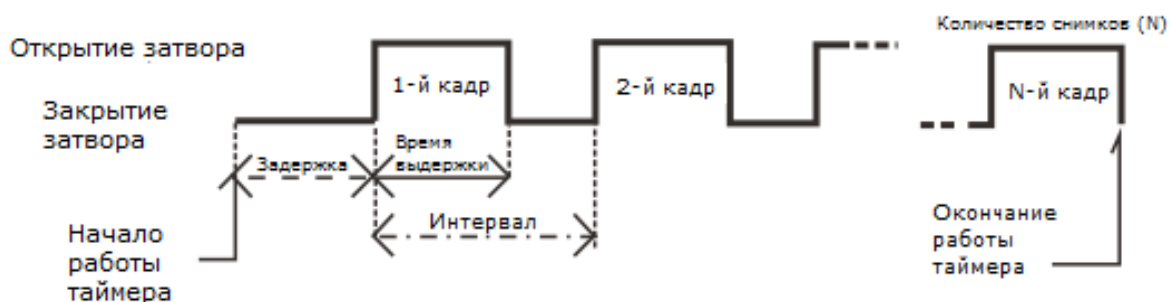 Количество снимков (N)
Открытие затвора
1-й кадр
2-й кадр
N-й кадр
Закрытие
затвора
Время
выдержки
Задержка
Интервал
Начало
работы
таймера
Окончание
работы
таймера